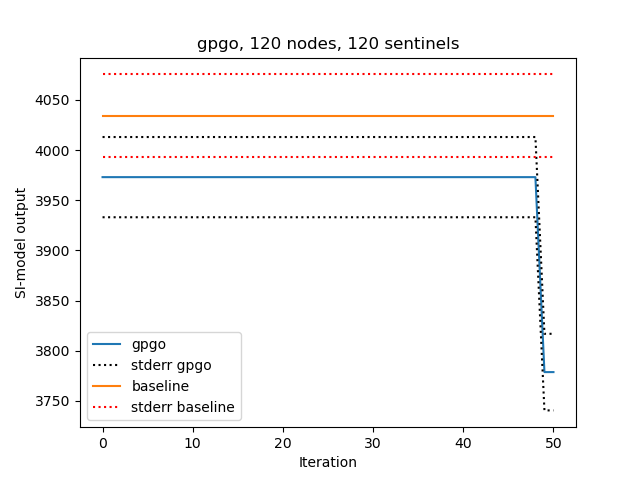 gpgo, 120 nodes, 120 sentinels
4050
4000
3950
3900
3850
3800
3750
SI-model output
gpgo
stderr gpgo
baseline
stderr baseline
0 10 20 30 40 50
Iteration